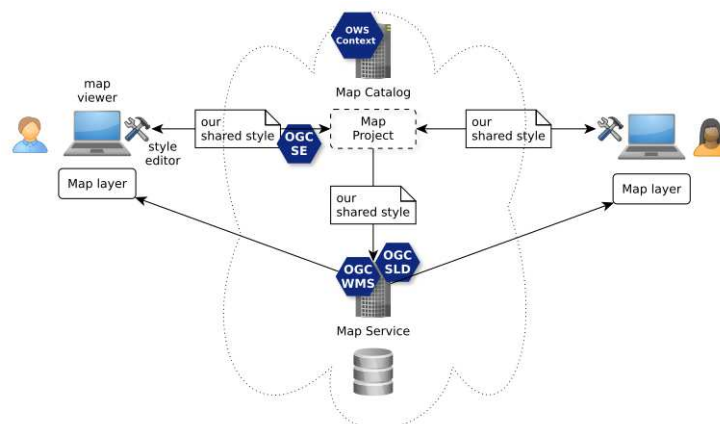 OWS
Context
Map Catalog
map
viewer
style
editor
Map layer
our
shared style
OGC
SE
Map
Project
our
shared style
Map layer
our
shared style
OGC
WMS
OGC
SLD
Map Service